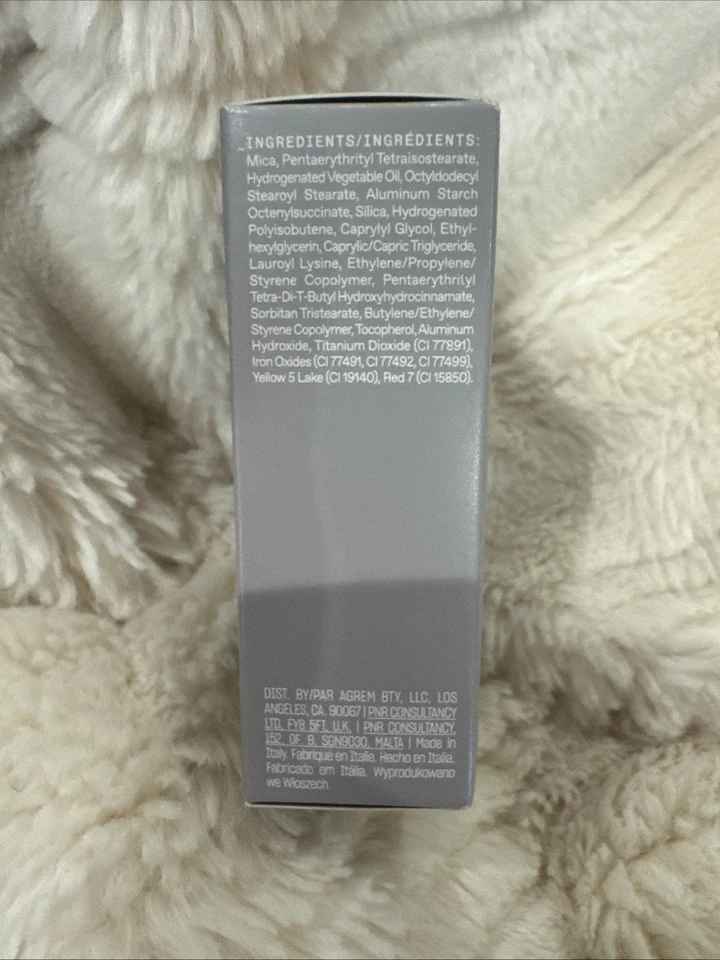 _INGREDIENTS/INGRÉDIENTS:
Mica, Pentaerythrityl Tetraisostearate,
Hydrogenated Vegetable Oil, Octyldodecyl
Stearoyl Stearate, Aluminum Starch
Octenylsuccinate, Silica, Hydrogenated
Polyisobutene, Caprylyl Glycol, Ethyl-
hexylglycerin, Caprylic/Capric Triglyceride,
Lauroyl Lysine, Ethylene/Propylene/
Styrene Copolymer, Pentaerythrityl
Tetra-Di-T-Butyl Hydroxyhydrocinnamate,
Sorbitan Tristearate, Butylene/Ethylene/
Styrene Copolymer, Tocopherol, Aluminum
Hydroxide, Titanium Dioxide (CI 77891),
Iron Oxides (CI 77491, CI 77492, CI 77499),
Yellow 5 Lake (CI 19140), Red 7 (CI 15850).
DIST. BY/PAR AGREM BTY, LLC, LOS
ANGELES, CA. 90067 | PNR CONSULTANCY
LTD, FY8 5FT, U.K. | PNR CONSULTANCY,
152, OF 9, SGN9030, MALTA | Made in
Italy. Fabriqué en Italie. Hecho en Italia.
Fabricado em Itália. Wyprodukowano
we Włoszech.